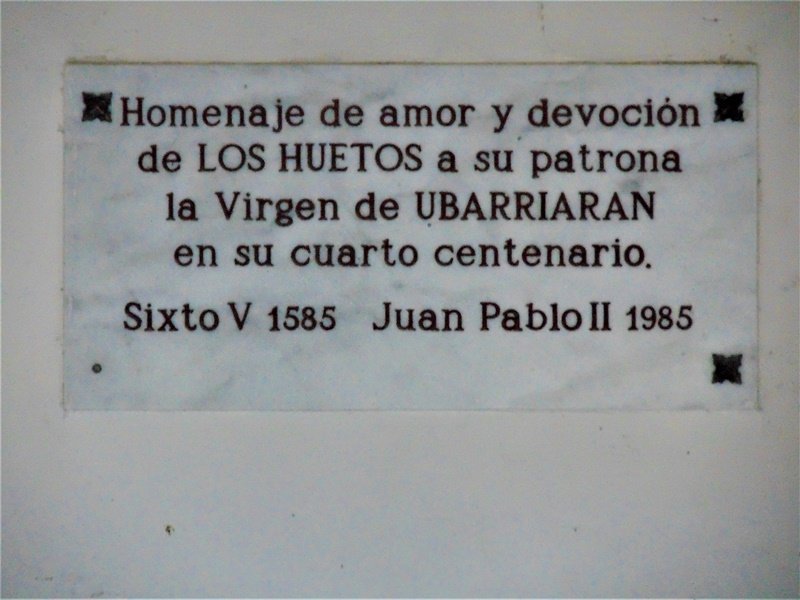 Homenaje de amor y devoción
de LOS HUETOS a su patrona
la Virgen de UBARRIARAN
en su cuarto centenario.
Sixto V 1585 Juan Pablo II 1985